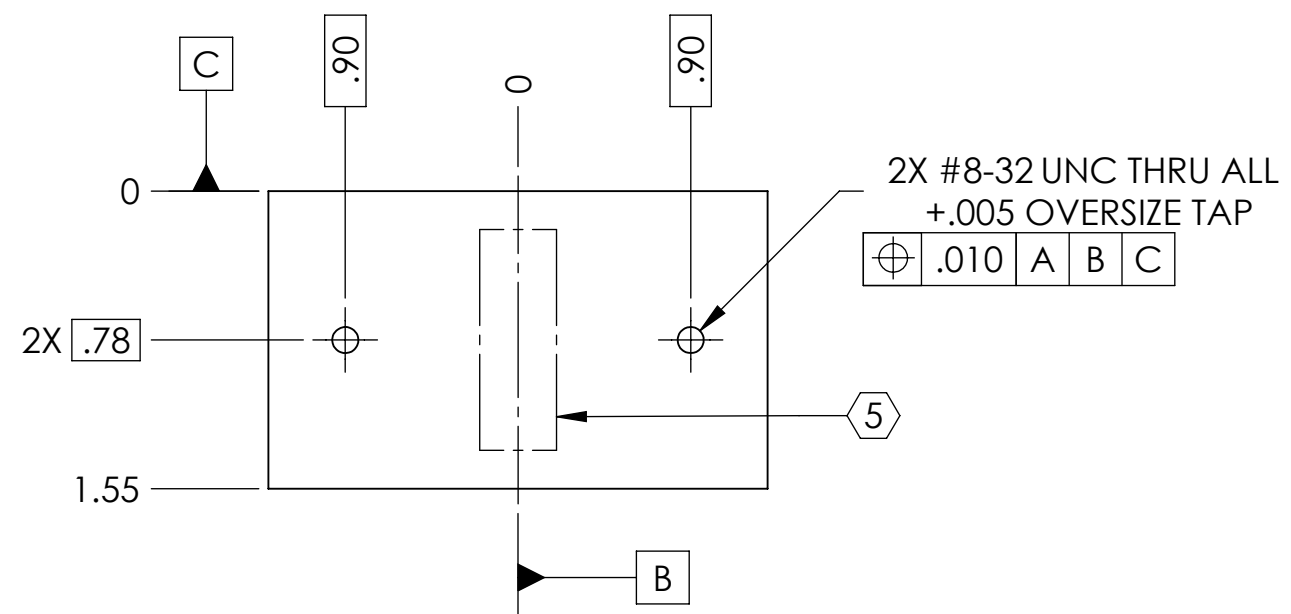 C
.90
0
.90
2X #8-32 UNC THRU ALL
+.005 OVERSIZE TAP
⌖ .010 A B C
0
2X .78
5
1.55
B